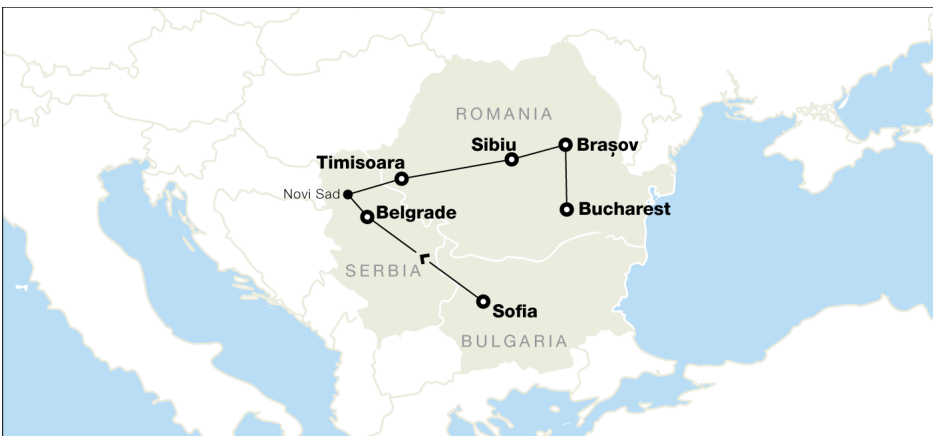 ROMANIA
Sibiu
Brașov
Timisoara
Novi Sad
Belgrade
Bucharest
SERBIA
Sofia
BULGARIA